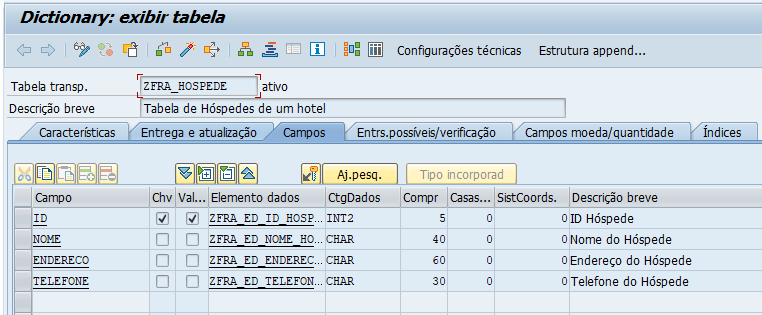 Dictionary: exibir tabela
Configurações técnicas Estrutura append...
Tabela transp. ZFRA_HOSPEDE ativo
Descrição breve Tabela de Hóspedes de um hotel
Características Entrega e atualização Campos Entrs.possíveis/verificação Campos moeda/quantidade Índices
Aj.pesq. Tipo incorporad
Campo Chv Val... Elemento dados CtgDados Compr Casas... SistCoords. Descrição breve
ID ZFRA_ED_ID_HOSP... INT2 5 0 0 ID Hóspede
NOME ZFRA_ED_NOME_HO... CHAR 40 0 0 Nome do Hóspede
ENDERECO ZFRA_ED_ENDEREC... CHAR 60 0 0 Endereço do Hóspede
TELEFONE ZFRA_ED_TELEFON... CHAR 30 0 0 Telefone do Hóspede